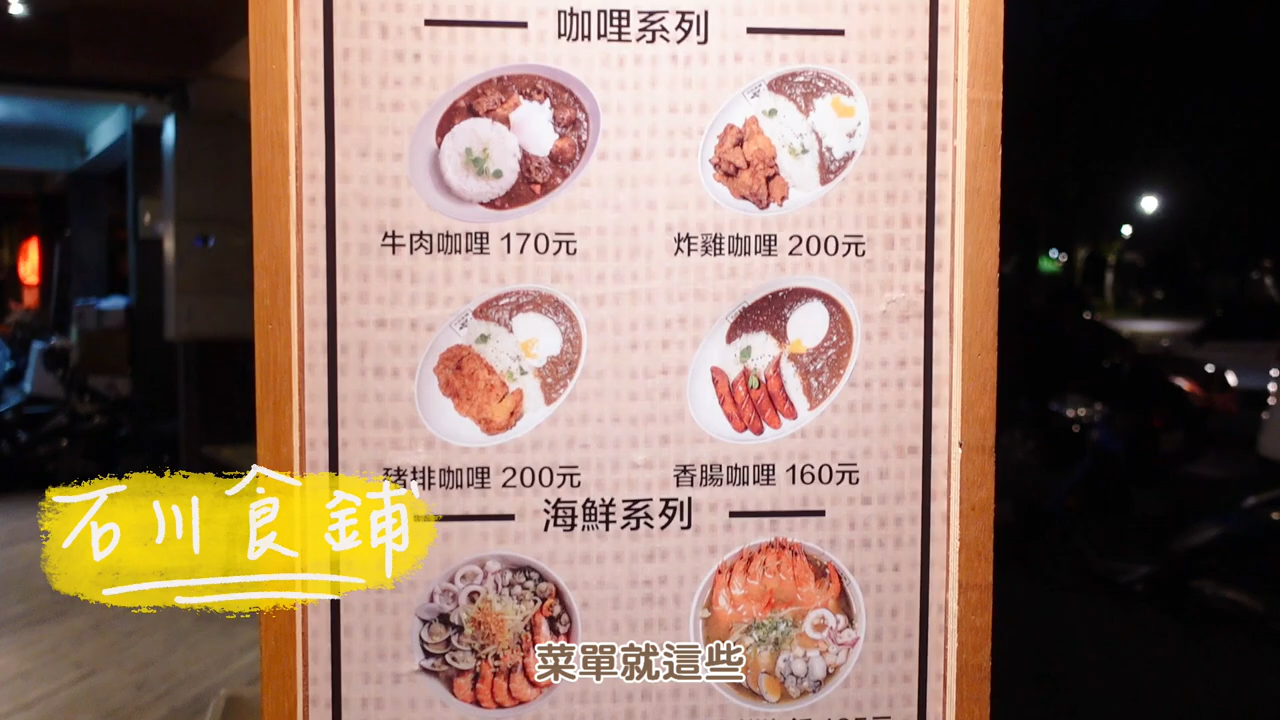 咖哩系列
牛肉咖哩 170元
炸雞咖哩 200元
豬排咖哩 200元
香腸咖哩 160元
海鮮系列
石川食鋪
菜單就這些